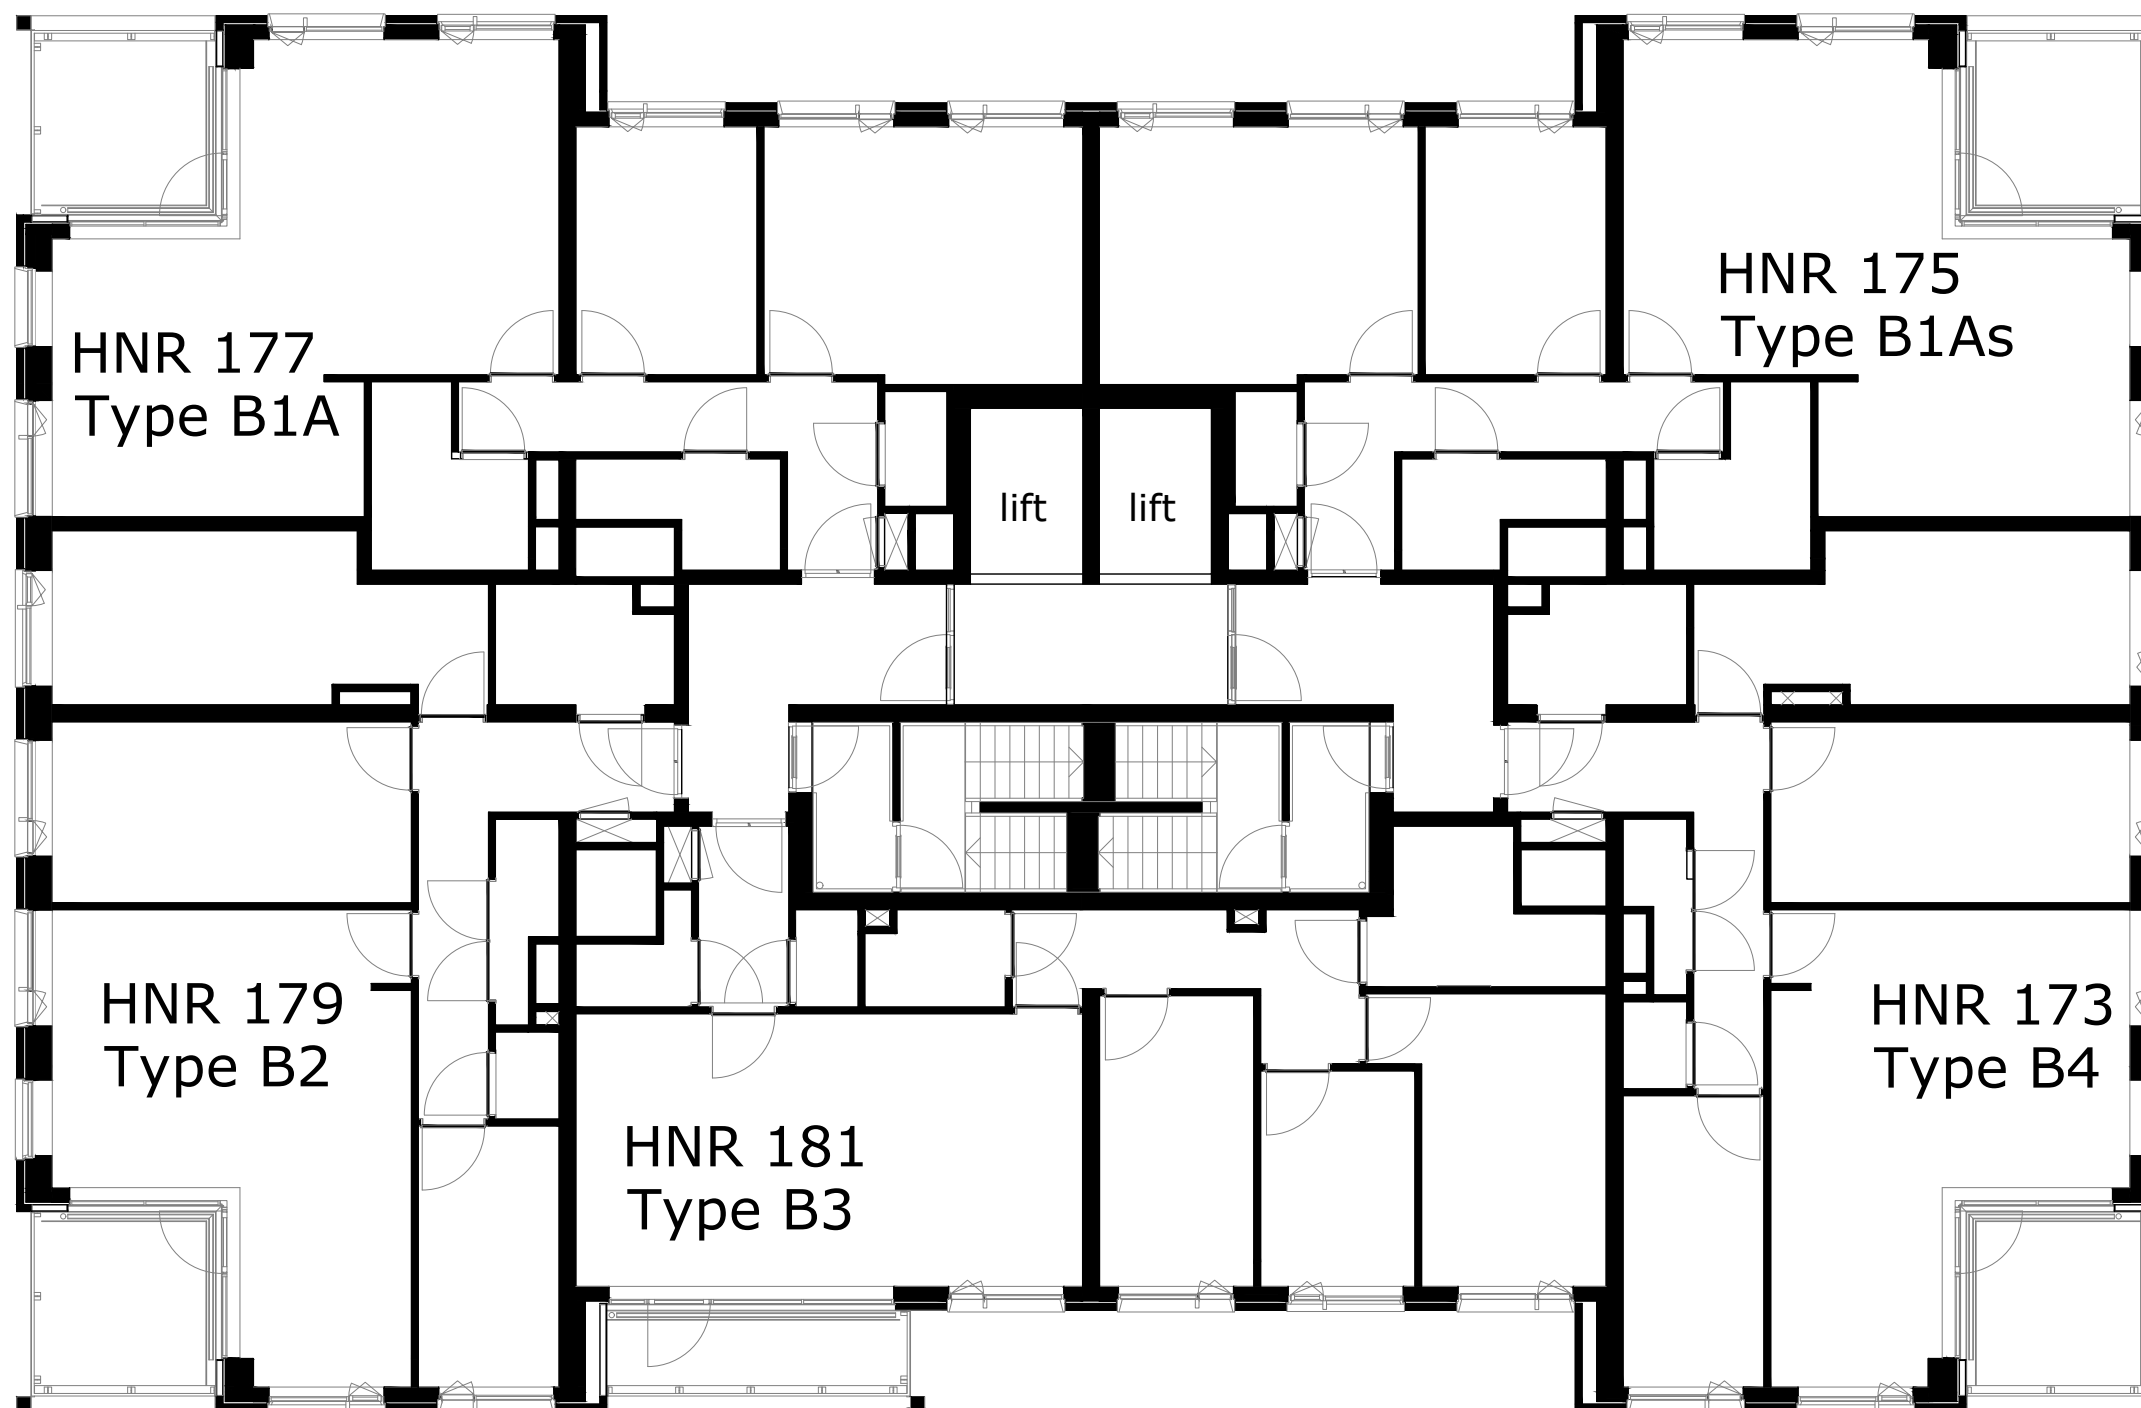 HNR 177
Type B1A
HNR 175
Type B1As
lift
lift
HNR 179
Type B2
HNR 181
Type B3
HNR 173
Type B4